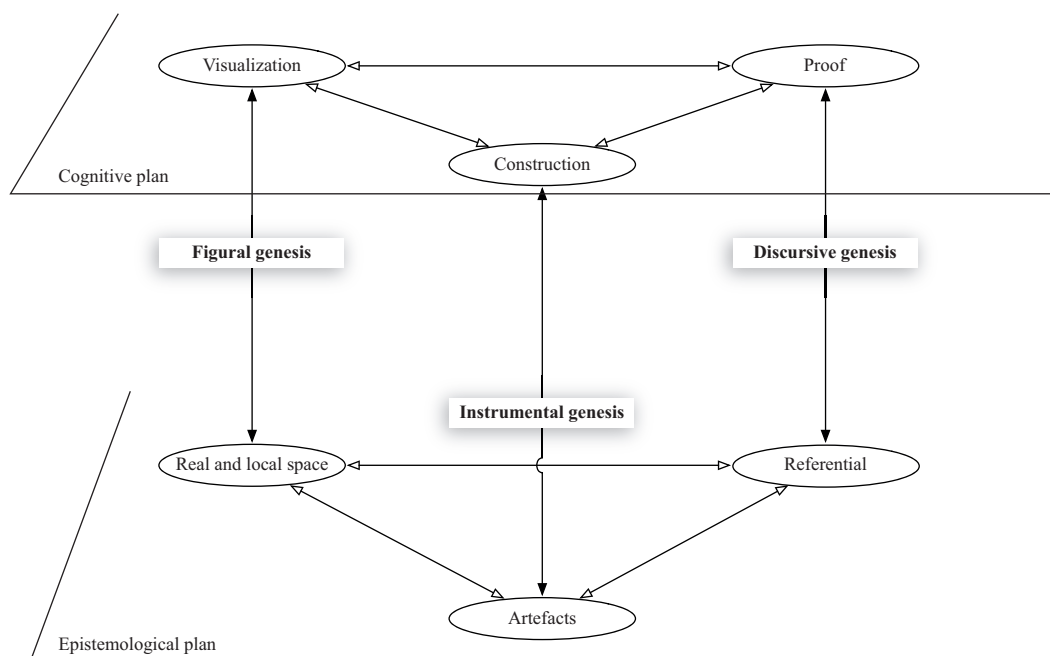 Visualization
Proof
Construction
Cognitive plan
Figural genesis
Discursive genesis
Instrumental genesis
Real and local space
Referential
Artefacts
Epistemological plan